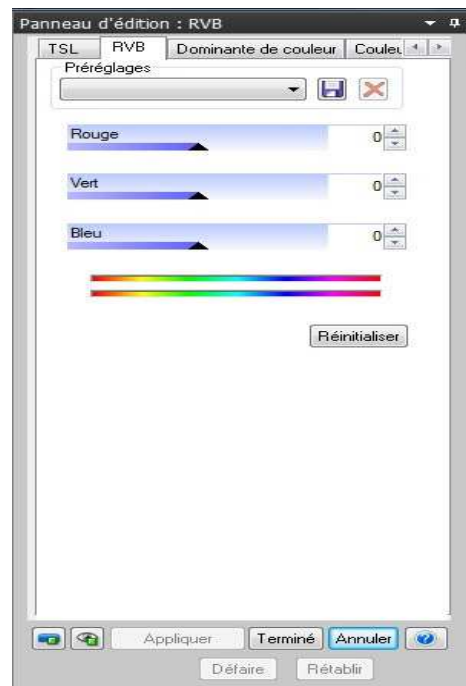 Panneau d'édition : RVB
TSL RVB Dominante de couleur Coulet
Préréglages
Rouge 0
Vert 0
Bleu 0
Réinitialiser
Appliquer Terminé Annuler
Défaire Rétablir